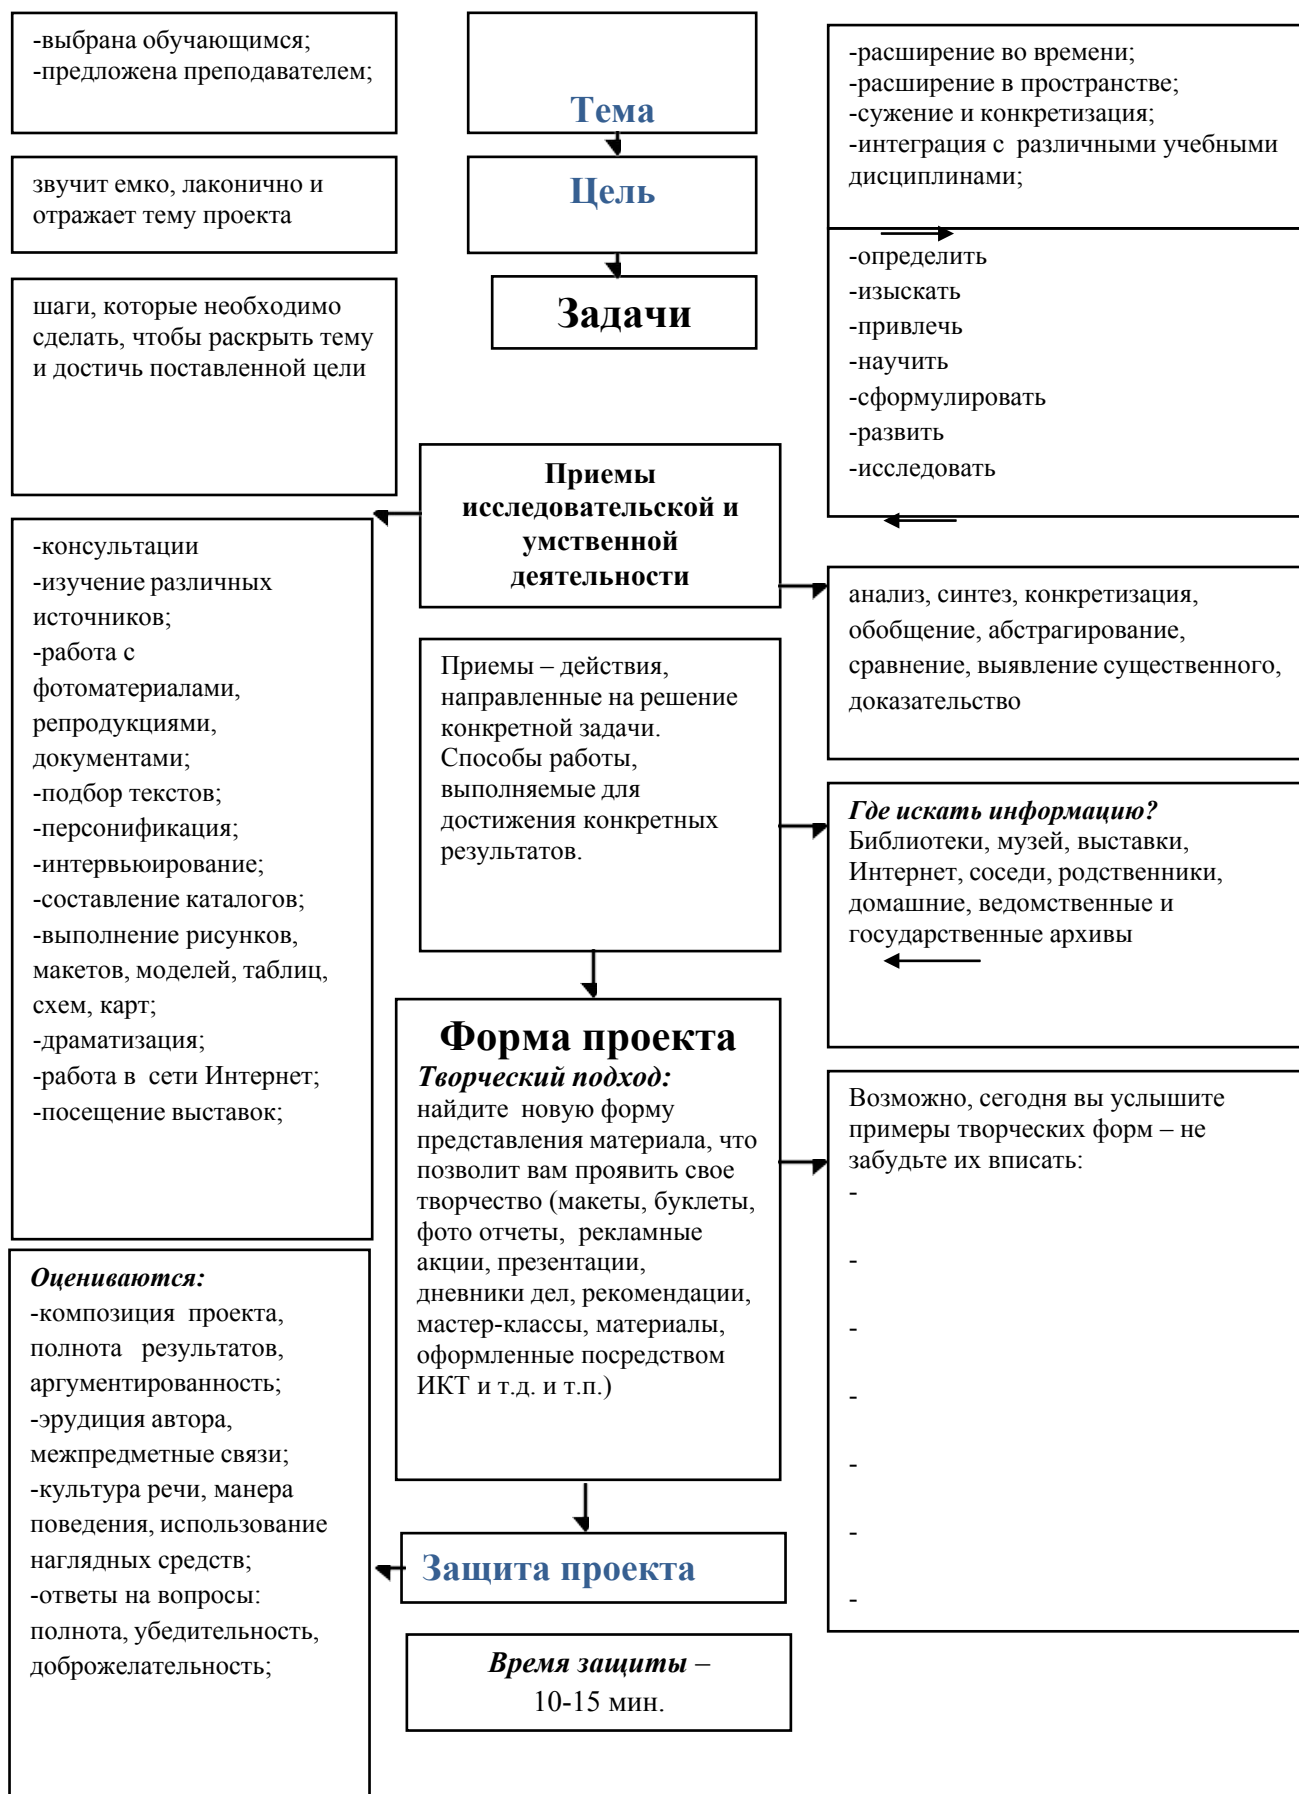 -выбрана обучающимся;
-предложена преподавателем;
Тема
-расширение во времени;
-расширение в пространстве;
-сужение и конкретизация;
-интеграция с различными учебными
дисциплинами;
звучит емко, лаконично и
отражает тему проекта
Цель
шаги, которые необходимо
сделать, чтобы раскрыть тему
и достичь поставленной цели
Задачи
-определить
-изыскать
-привлечь
-научить
-сформулировать
-развить
-исследовать
Приемы
исследовательской и
умственной
деятельности
-консультации
-изучение различных
источников;
-работа с
фотоматериалами,
репродукциями,
документами;
-подбор текстов;
-персонификация;
-интервьюирование;
-составление каталогов;
-выполнение рисунков,
макетов, моделей, таблиц,
схем, карт;
-драматизация;
-работа в сети Интернет;
-посещение выставок;
анализ, синтез, конкретизация,
обобщение, абстрагирование,
сравнение, выявление существенного,
доказательство
Приемы – действия,
направленные на решение
конкретной задачи.
Способы работы,
выполняемые для
достижения конкретных
результатов.
Где искать информацию?
Библиотеки, музей, выставки,
Интернет, соседи, родственники,
домашние, ведомственные и
государственные архивы
Форма проекта
Творческий подход:
найдите новую форму
представления материала, что
позволит вам проявить свое
творчество (макеты, буклеты,
фото отчеты, рекламные
акции, презентации,
дневники дел, рекомендации,
мастер-классы, материалы,
оформленные посредством
ИКТ и т.д. и т.п.)
Возможно, сегодня вы услышите
примеры творческих форм – не
забудьте их вписать:
-
-
-
-
-
-
-
Оцениваются:
-композиция проекта,
полнота результатов,
аргументированность;
-эрудиция автора,
межпредметные связи;
-культура речи, манера
поведения, использование
наглядных средств;
-ответы на вопросы:
полнота, убедительность,
доброжелательность;
Защита проекта
Время защиты –
10-15 мин.